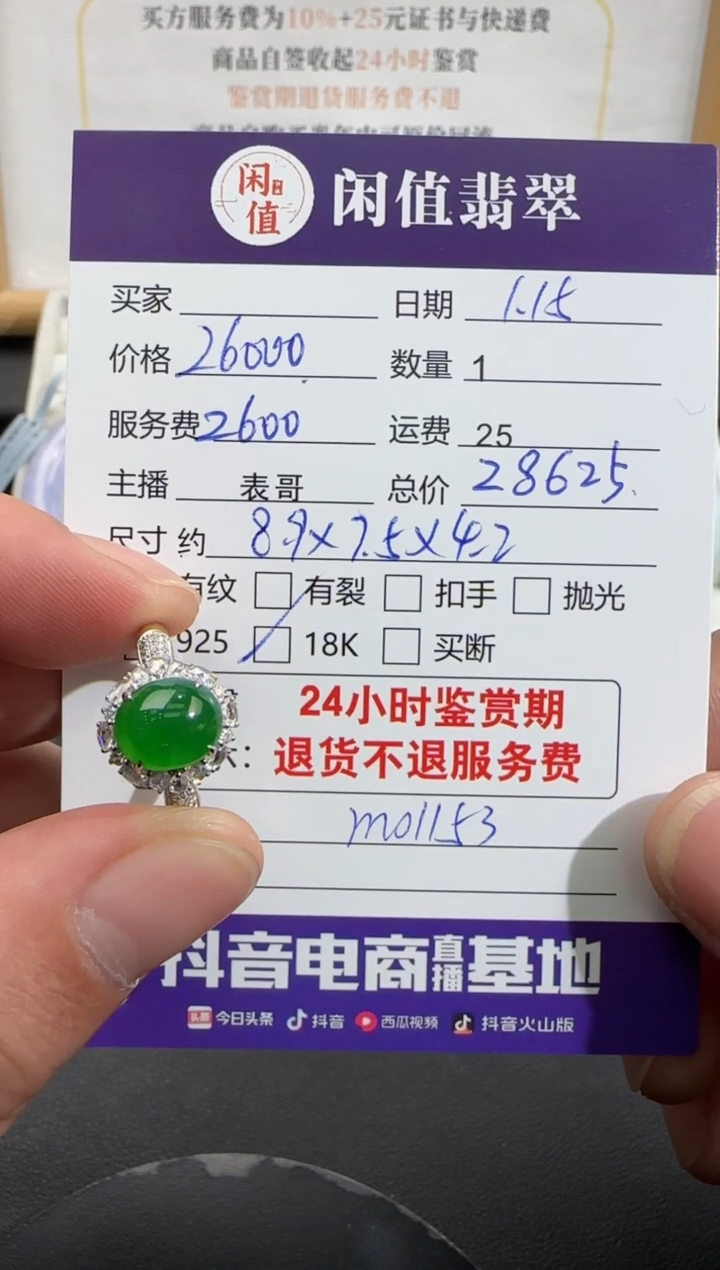 买方服务费为10%+25元证书与快递费
商品自签收起24小时鉴赏
鉴赏期退货服务费不退
闲值 闲值翡翠
买家 日期 1.15
价格 26000 数量 1
服务费 2600 运费 25
主播 表哥 总价 28625.
尺寸 约 8.9×7.5×4.2
有纹 有裂 扣手 抛光
925 18K 买断
24小时鉴赏期
退货不退服务费
m01153
抖音电商直播基地
头条 今日头条 抖音 西瓜视频 抖音火山版